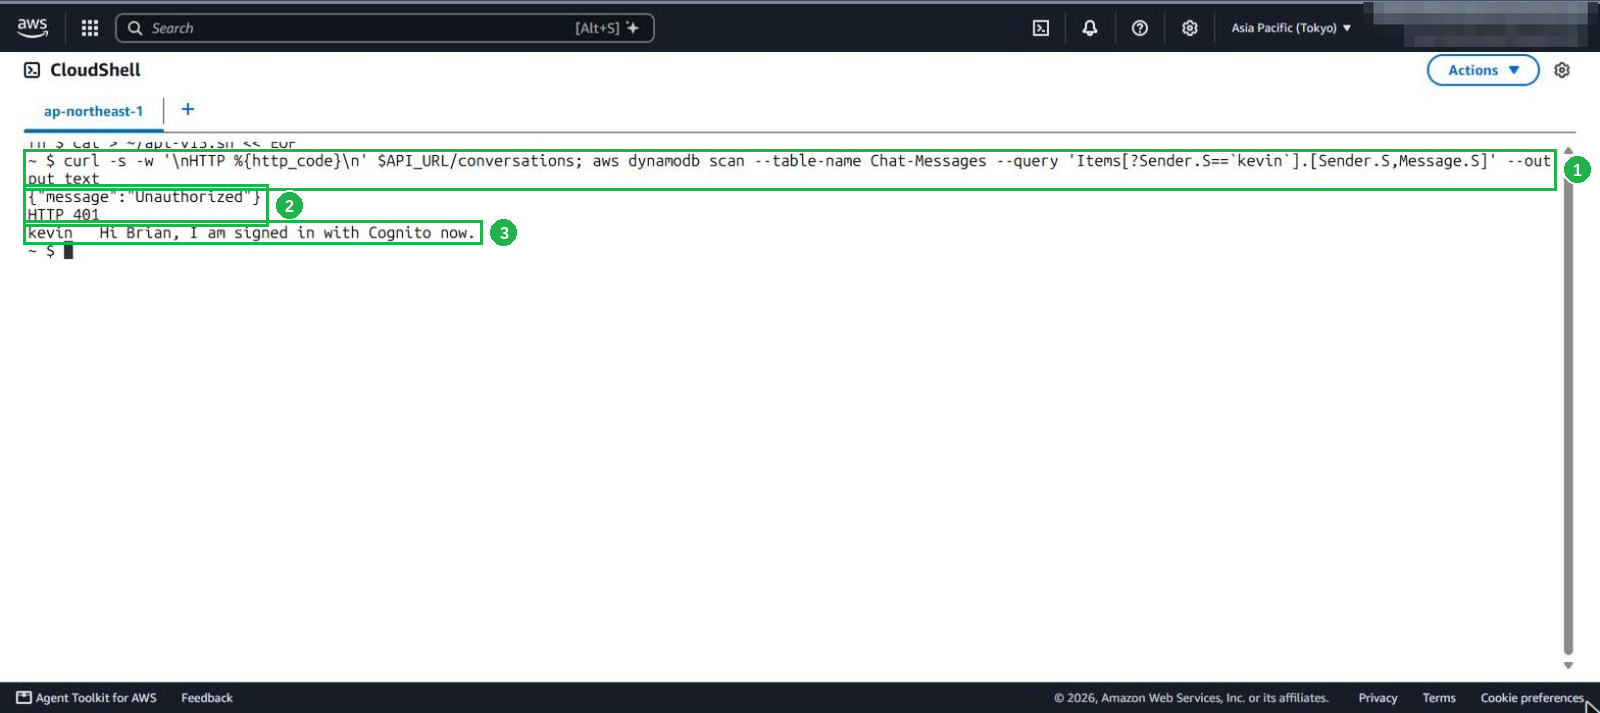 aws
Search
[Alt+S]
Asia Pacific (Tokyo) ▼
CloudShell
Actions ▼
ap-northeast-1
+
~ $ curl -s -w '\nHTTP %{http_code}\n' $API_URL/conversations; aws dynamodb scan --table-name Chat-Messages --query 'Items[?Sender.S==`kevin`].[Sender.S,Message.S]' --out
put text
1
{"message":"Unauthorized"}
HTTP 401
2
kevin   Hi Brian, I am signed in with Cognito now.
3
~ $
Agent Toolkit for AWS
Feedback
© 2026, Amazon Web Services, Inc. or its affiliates.
Privacy
Terms
Cookie preferences